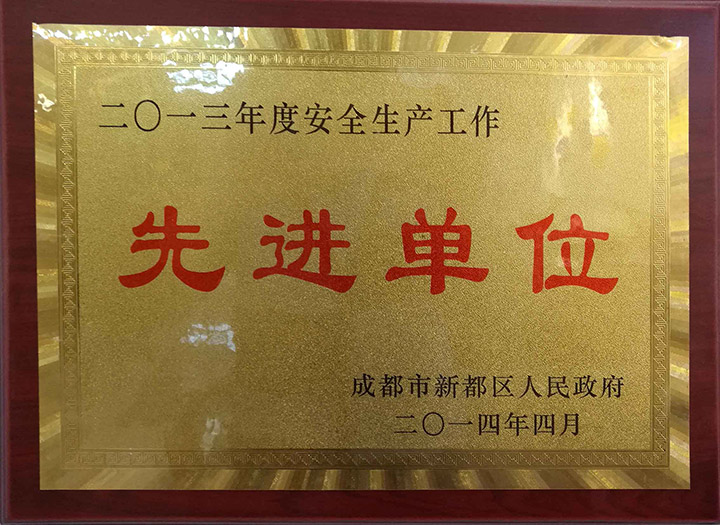 二〇一三年度安全生产工作
先进单位
成都市新都区人民政府
二〇一四年四月